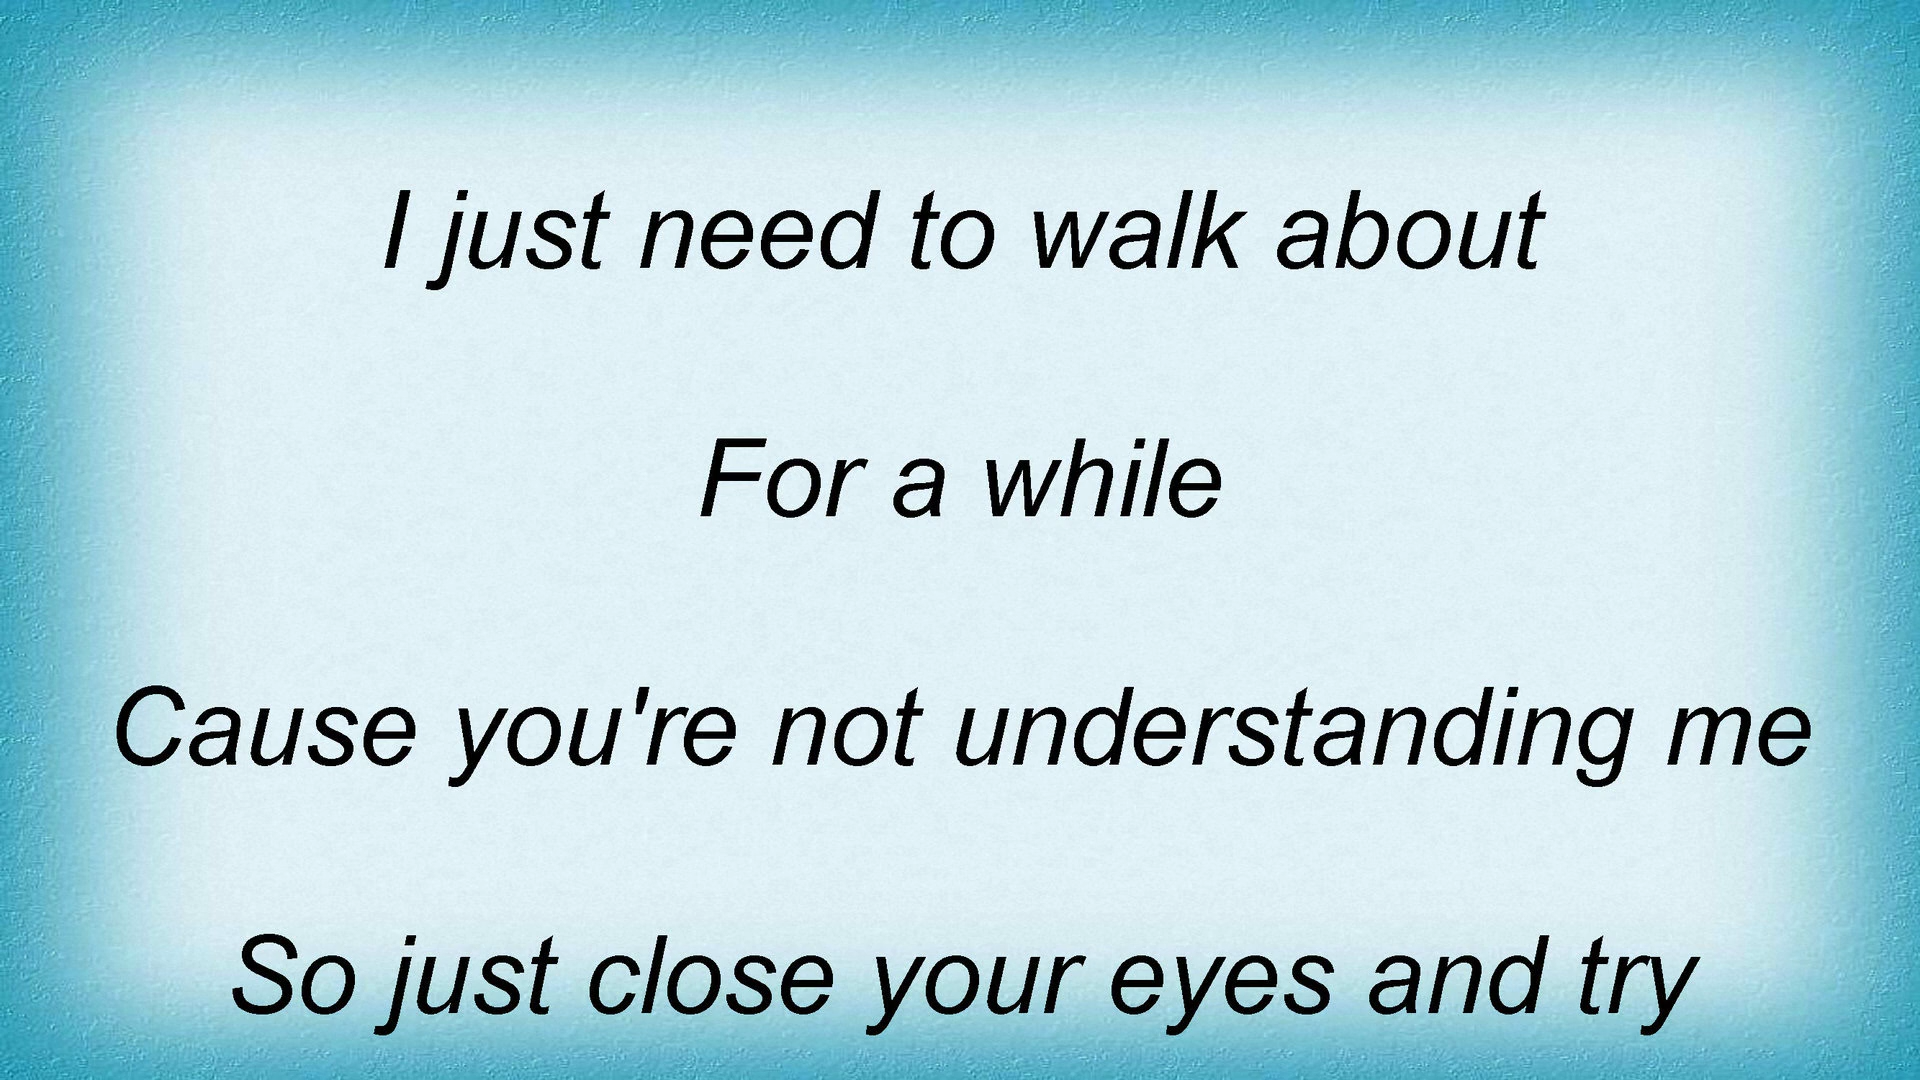 I just need to walk about
For a while
Cause you're not understanding me
So just close your eyes and try